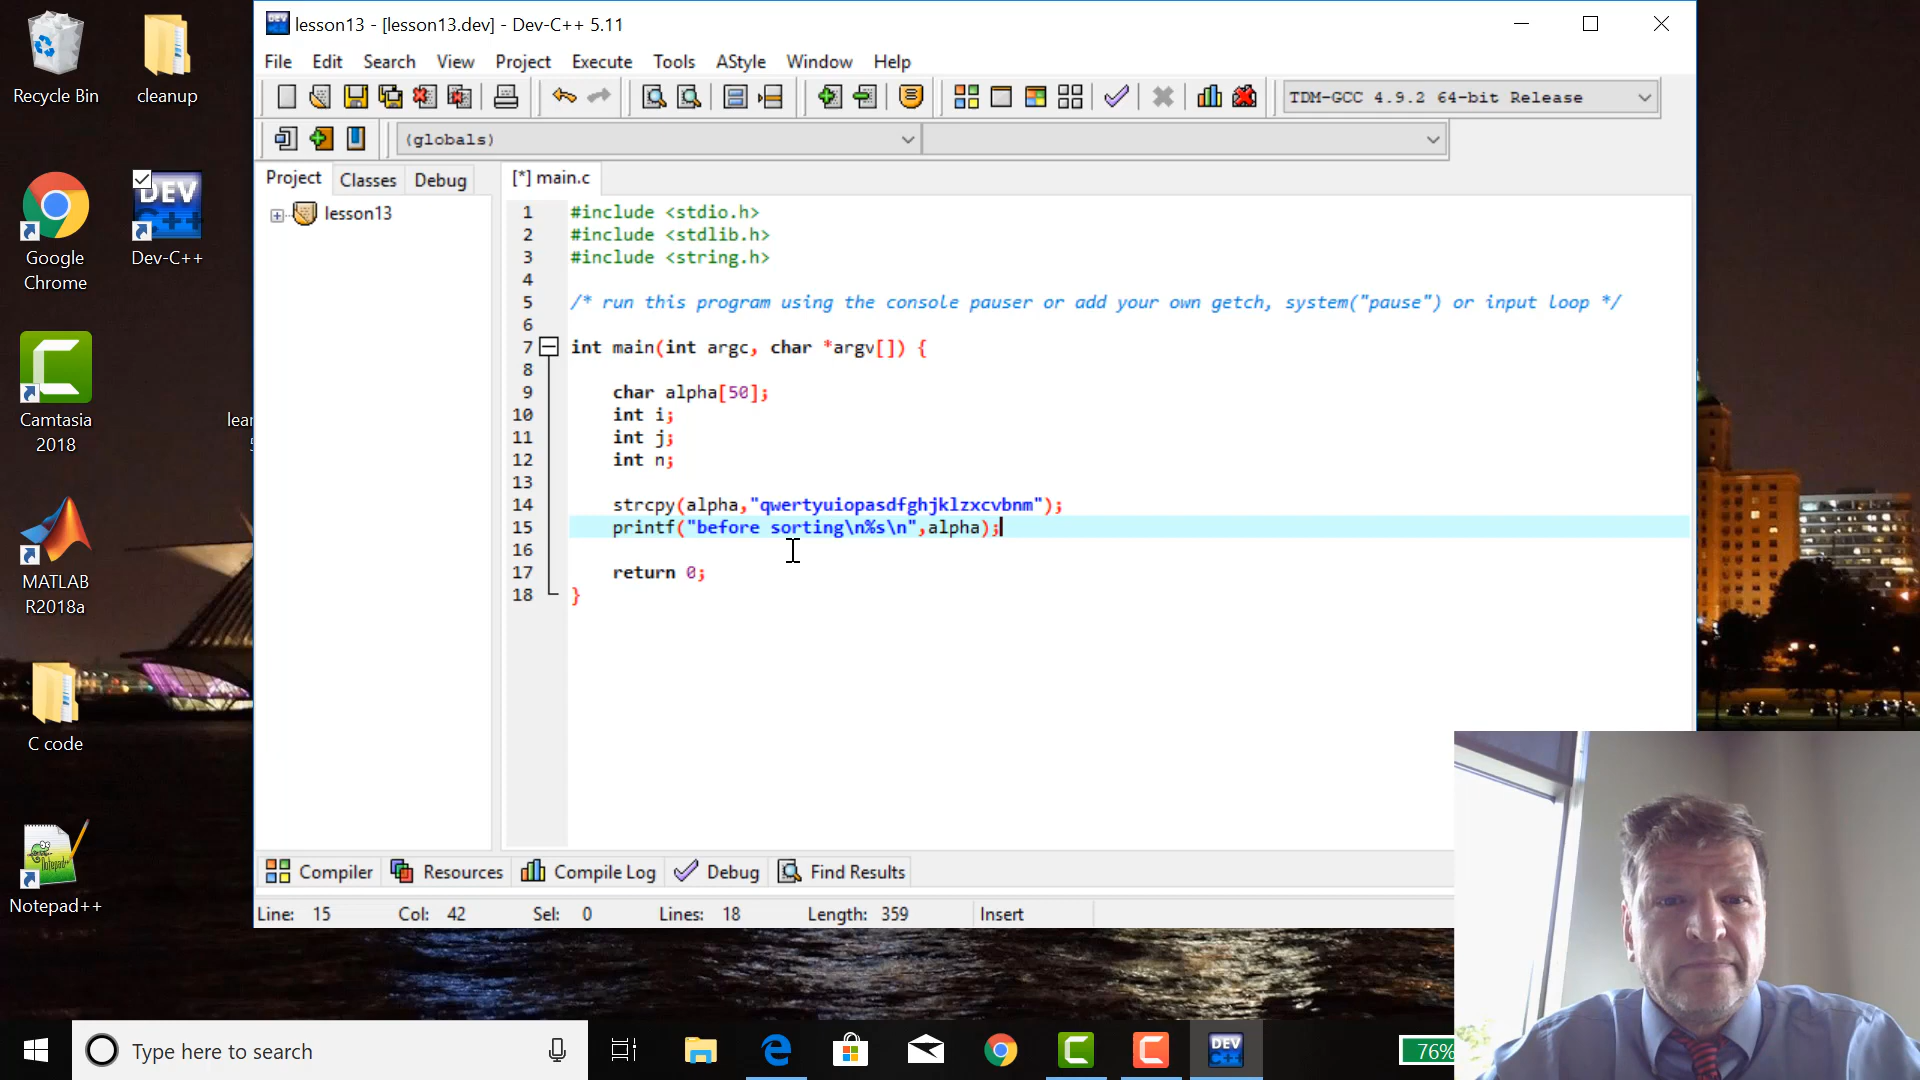 lesson13 - [lesson13.dev] - Dev-C++ 5.11
File Edit Search View Project Execute Tools AStyle Window Help
TDM-GCC 4.9.2 64-bit Release
(globals)
Project Classes Debug
[*] main.c
lesson13
1 #include <stdio.h>
2 #include <stdlib.h>
3 #include <string.h>
4
5 /* run this program using the console pauser or add your own getch, system("pause") or input loop */
6
7 int main(int argc, char *argv[]) {
8
9 char alpha[50];
10 int i;
11 int j;
12 int n;
13
14 strcpy(alpha,"qwertyuiopasdfghjklzxcvbnm");
15 printf("before sorting\n%s\n",alpha);
16
17 return 0;
18 }
Compiler Resources Compile Log Debug Find Results
Line: 15 Col: 42 Sel: 0 Lines: 18 Length: 359 Insert
Recycle Bin
cleanup
Google
Chrome
DEV
C++
Dev-C++
Camtasia
2018
lear
MATLAB
R2018a
C code
Notepad++
Notepad++
Type here to search
DEV
C++
76%